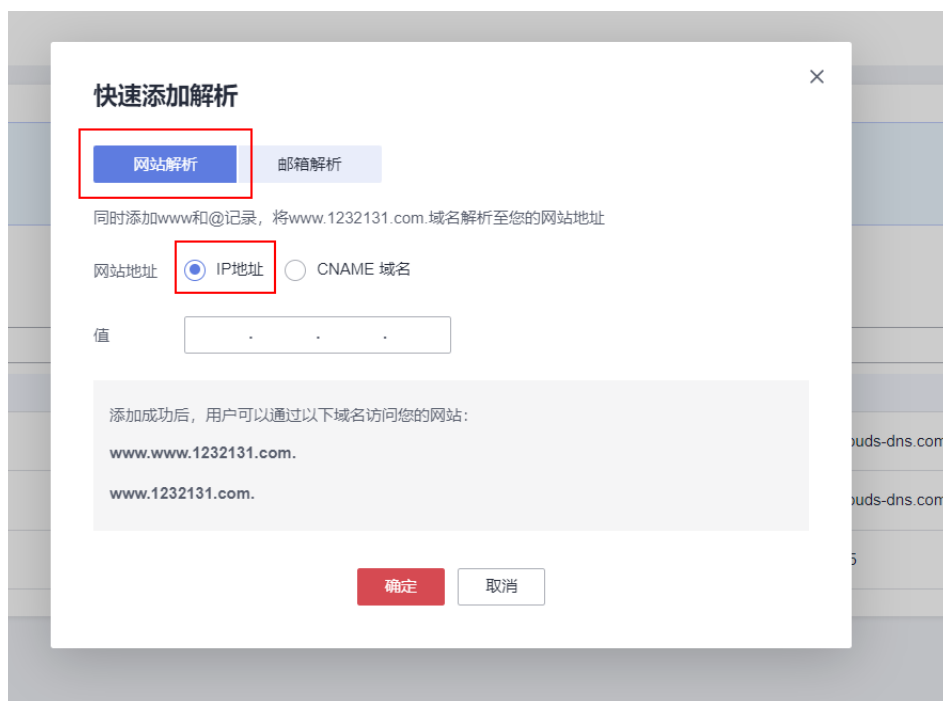 快速添加解析
网站解析 邮箱解析
同时添加www和@记录，将www.1232131.com.域名解析至您的网站地址
网站地址 IP地址 CNAME 域名
值 . . .
添加成功后，用户可以通过以下域名访问您的网站：
www.www.1232131.com.
ouds-dns.com
www.1232131.com.
ouds-dns.com
5
确定 取消